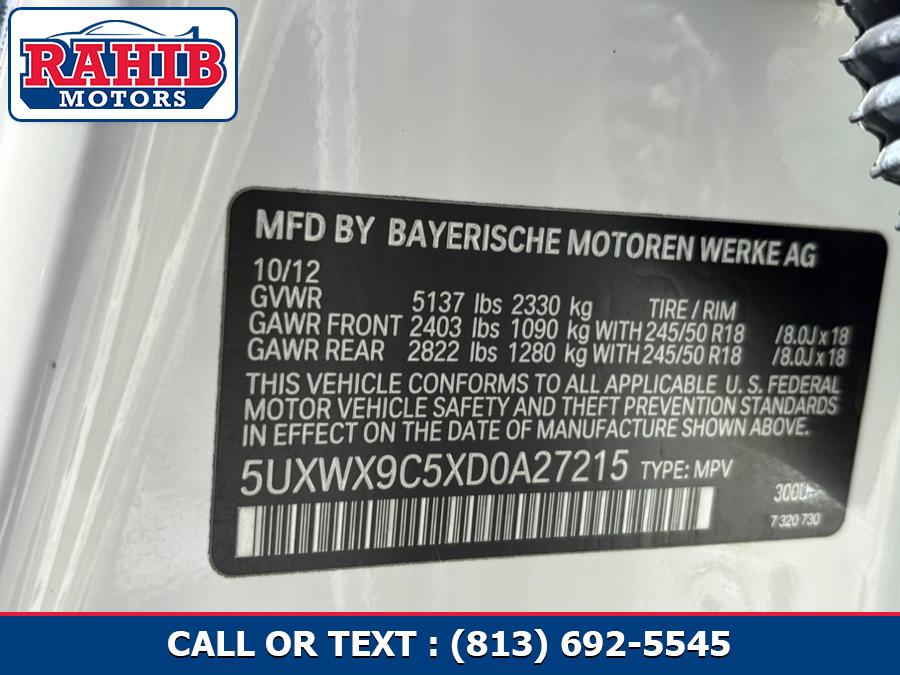 RAHIB
MOTORS
MFD BY BAYERISCHE MOTOREN WERKE AG
10/12
GVWR 5137 lbs 2330 kg TIRE / RIM
GAWR FRONT 2403 lbs 1090 kg WITH 245/50 R18 /8.0J x 18
GAWR REAR 2822 lbs 1280 kg WITH 245/50 R18 /8.0J x 18
THIS VEHICLE CONFORMS TO ALL APPLICABLE U. S. FEDERAL
MOTOR VEHICLE SAFETY AND THEFT PREVENTION STANDARDS
IN EFFECT ON THE DATE OF MANUFACTURE SHOWN ABOVE.
5UXWX9C5XD0A27215 TYPE: MPV
7 320 730
CALL OR TEXT : (813) 692-5545